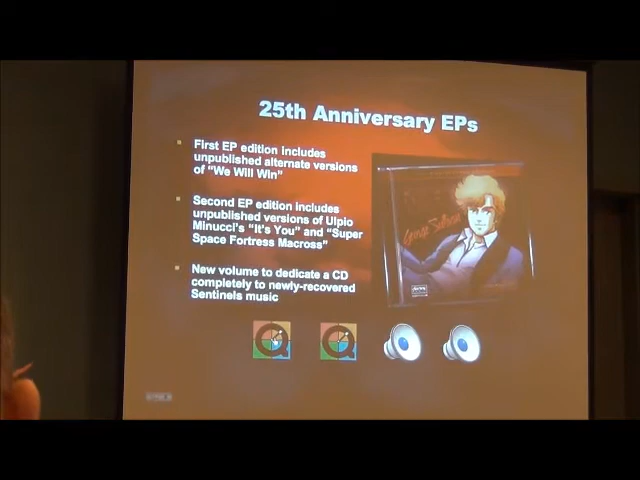 25th Anniversary EPs
First EP edition includes
unpublished alternate versions
of "We Will Win"
Second EP edition includes
unpublished versions of Ulpio
Minucci's "It's You" and "Super
Space Fortress Macross"
New volume to dedicate a CD
completely to newly-recovered
Sentinels music